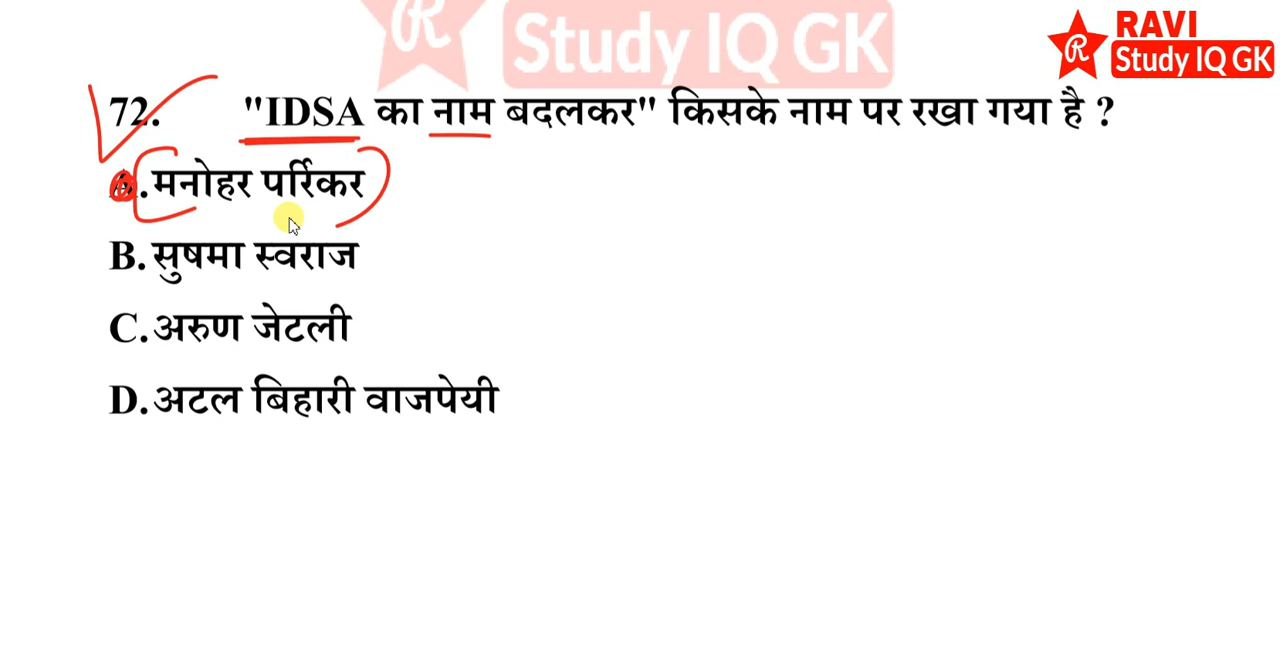 R
Study IQ GK
RAVI
R
Study IQ GK
72. "IDSA का नाम बदलकर" किसके नाम पर रखा गया है ?
A.मनोहर पर्रिकर
B.सुषमा स्वराज
C.अरुण जेटली
D.अटल बिहारी वाजपेयी